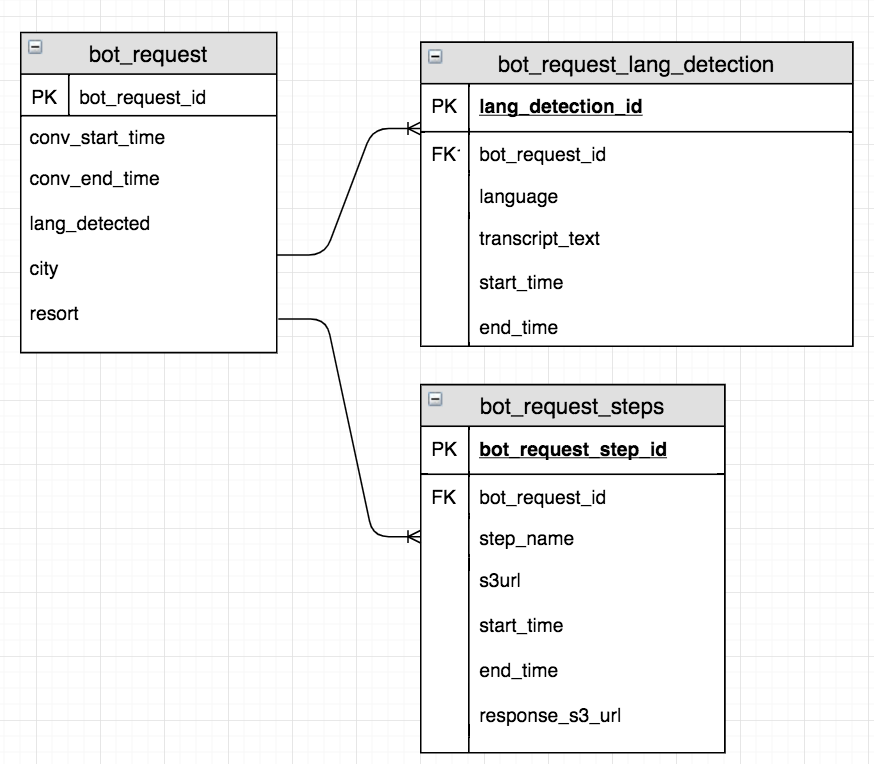 bot_request
PK bot_request_id
conv_start_time
conv_end_time
lang_detected
city
resort
bot_request_lang_detection
PK lang_detection_id
FK bot_request_id
language
transcript_text
start_time
end_time
bot_request_steps
PK bot_request_step_id
FK bot_request_id
step_name
s3url
start_time
end_time
response_s3_url